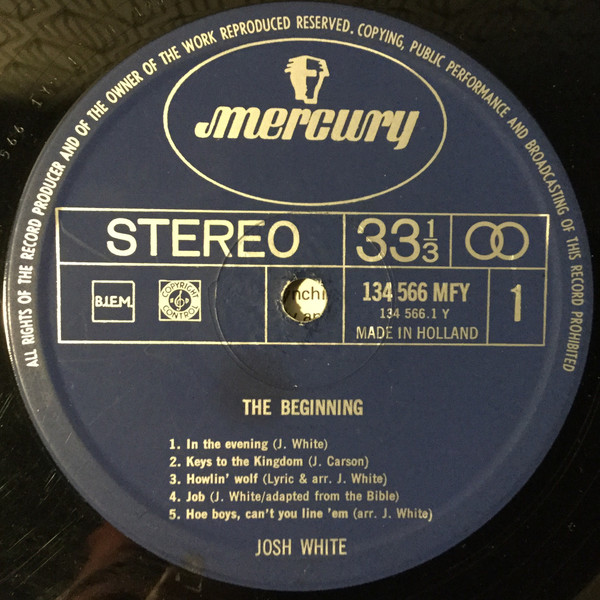 ALL RIGHTS OF THE RECORD PRODUCER AND OF THE OWNER OF THE WORK REPRODUCED RESERVED. COPYING, PUBLIC PERFORMANCE AND BROADCASTING OF THIS RECORD PROHIBITED
mercury
STEREO 33⅓
B.I.E.M. COPYRIGHT CONTROL 134 566 MFY 1
134 566.1 Y
MADE IN HOLLAND
THE BEGINNING
1. In the evening (J. White)
2. Keys to the Kingdom (J. Carson)
3. Howlin' wolf (Lyric & arr. J. White)
4. Job (J. White/adapted from the Bible)
5. Hoe boys, can't you line 'em (arr. J. White)
JOSH WHITE